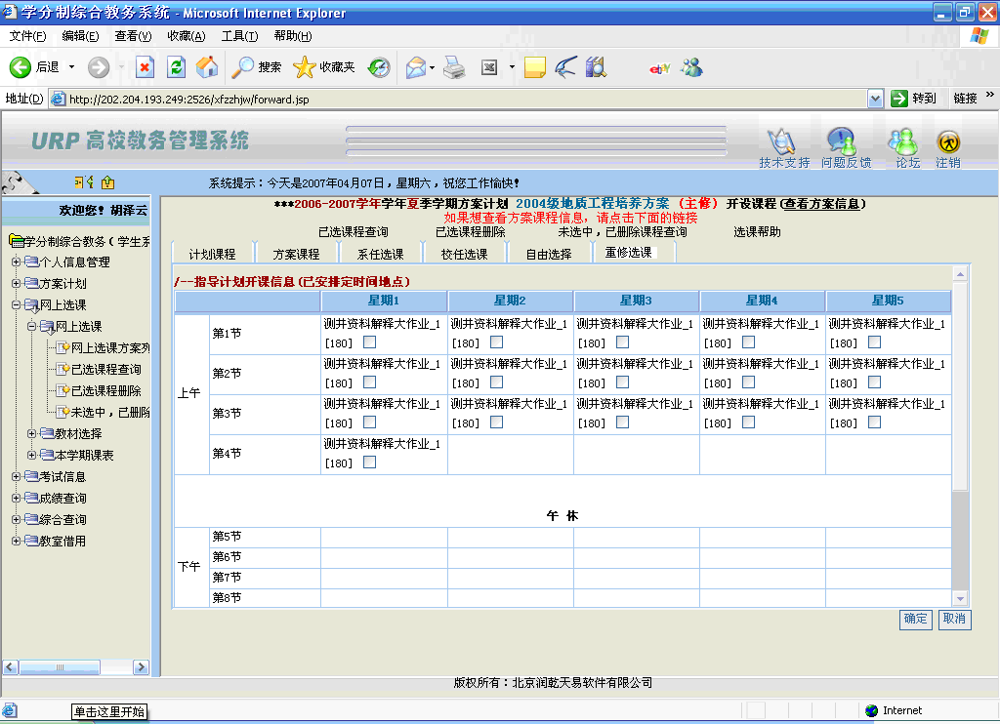 学分制综合教务系统 - Microsoft Internet Explorer
文件(F) 编辑(E) 查看(V) 收藏(A) 工具(T) 帮助(H)
后退 搜索 收藏夹
地址(D) http://202.204.193.249:2526/xfzzhjw/forward.jsp 转到 链接 »
URP 高校教务管理系统
技术支持 问题反馈 论坛 注销
系统提示：今天是2007年04月07日，星期六，祝您工作愉快！
欢迎您！ 胡泽云
学分制综合教务（学生系
个人信息管理
方案计划
网上选课
网上选课
网上选课方案列
已选课程查询
已选课程删除
未选中，已删除
教材选择
本学期课表
考试信息
成绩查询
综合查询
教室借用
***2006-2007学年学年夏季学期方案计划 2004级地质工程培养方案 （主修） 开设课程(查看方案信息)
如果想查看方案课程信息，请点击下面的链接
已选课程查询 已选课程删除 未选中，已删除课程查询 选课帮助
计划课程 方案课程 系任选课 校任选课 自由选择 重修选课
/--指导计划开课信息(已安排定时间地点)
星期1 星期2 星期3 星期4 星期5
上午
第1节 测井资料解释大作业_1 测井资料解释大作业_1 测井资料解释大作业_1 测井资料解释大作业_1 测井资料解释大作业_1
[180] [180] [180] [180] [180]
第2节 测井资料解释大作业_1 测井资料解释大作业_1 测井资料解释大作业_1 测井资料解释大作业_1 测井资料解释大作业_1
[180] [180] [180] [180] [180]
第3节 测井资料解释大作业_1 测井资料解释大作业_1 测井资料解释大作业_1 测井资料解释大作业_1 测井资料解释大作业_1
[180] [180] [180] [180] [180]
第4节 测井资料解释大作业_1
[180]
午 休
下午
第5节
第6节
第7节
第8节
确定 取消
版权所有：北京润乾天易软件有限公司
单击这里开始
Internet